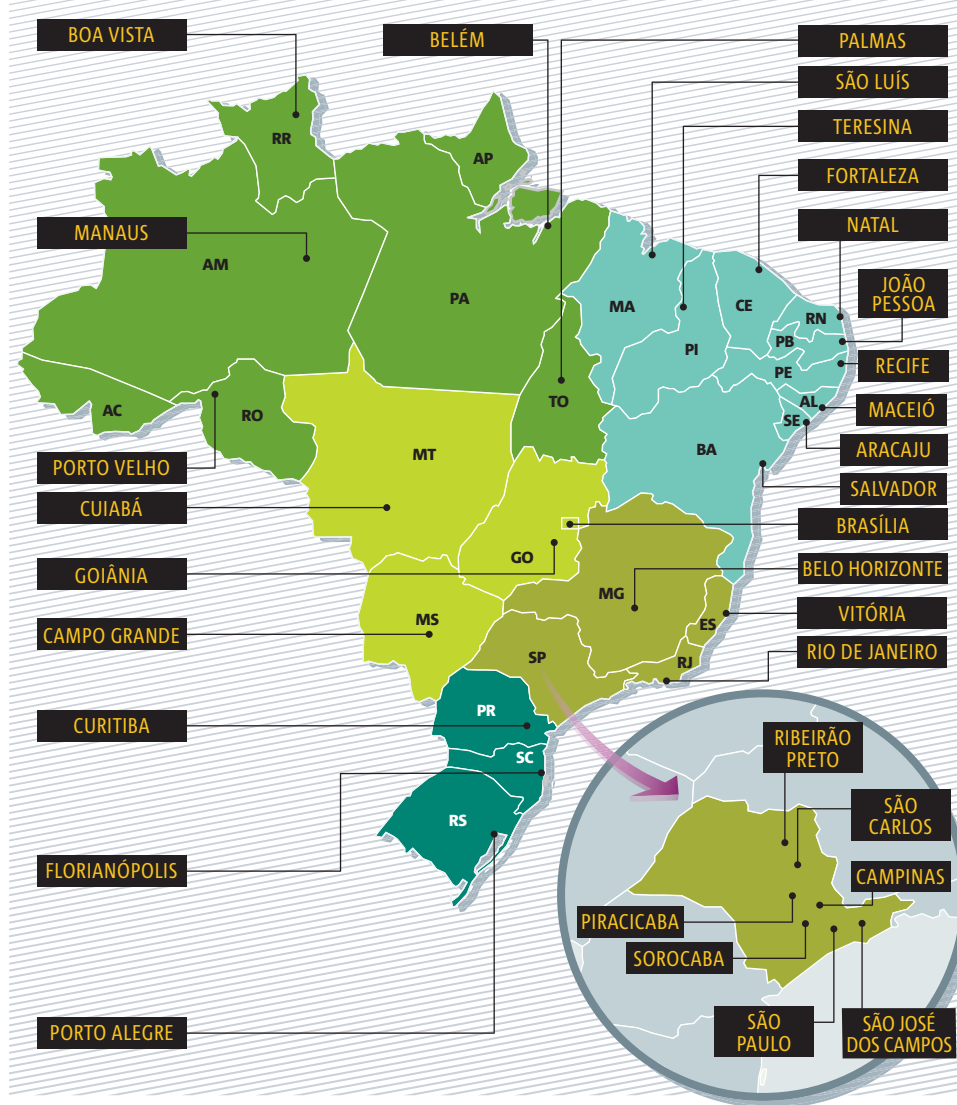 BOA VISTA
BELÉM
PALMAS
SÃO LUÍS
TERESINA
FORTALEZA
NATAL
JOÃO
PESSOA
RECIFE
MACEIÓ
ARACAJU
SALVADOR
BRASÍLIA
BELO HORIZONTE
VITÓRIA
RIO DE JANEIRO
MANAUS
PORTO VELHO
CUIABÁ
GOIÂNIA
CAMPO GRANDE
CURITIBA
FLORIANÓPOLIS
PORTO ALEGRE
RR
AP
AM
PA
MA
CE
RN
PB
PI
PE
AL
SE
AC
RO
TO
BA
MT
GO
MG
MS
ES
SP
RJ
PR
SC
RS
RIBEIRÃO
PRETO
SÃO
CARLOS
CAMPINAS
PIRACICABA
SOROCABA
SÃO
PAULO
SÃO JOSÉ
DOS CAMPOS